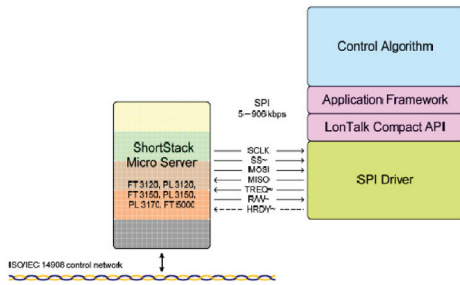 Control Algorithm
Application Framework
LonTalk Compact API
SPI Driver
SPI
5–906 kbps
ShortStack
Micro Server
FT 3120, PL 3120,
FT 3150, PL 3150,
PL 3170, FT 5000
SCLK
SS~
MOSI
MISO
TREQ~
R/W~
HRDY~
ISO/IEC 14908 control network